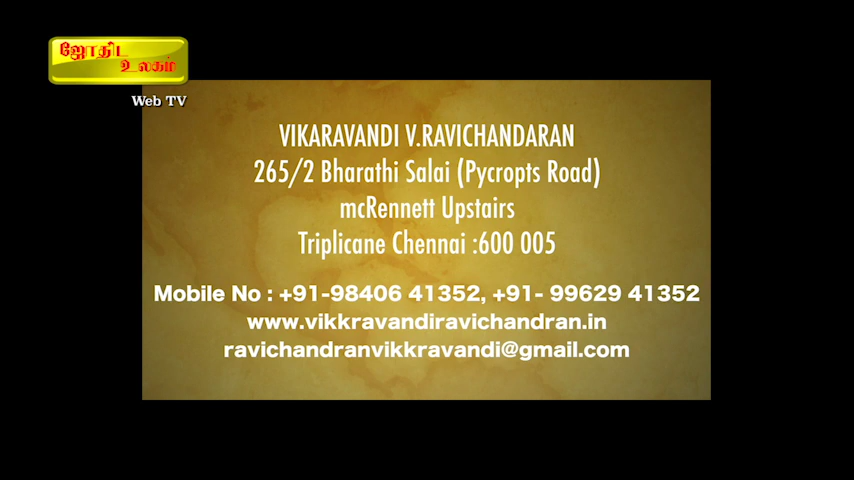 ஜோதிட
உலகம்
Web TV
VIKARAVANDI V.RAVICHANDARAN
265/2 Bharathi Salai (Pycropts Road)
mcRennett Upstairs
Triplicane Chennai :600 005
Mobile No : +91-98406 41352, +91- 99629 41352
www.vikkravandiravichandran.in
ravichandranvikkravandi@gmail.com